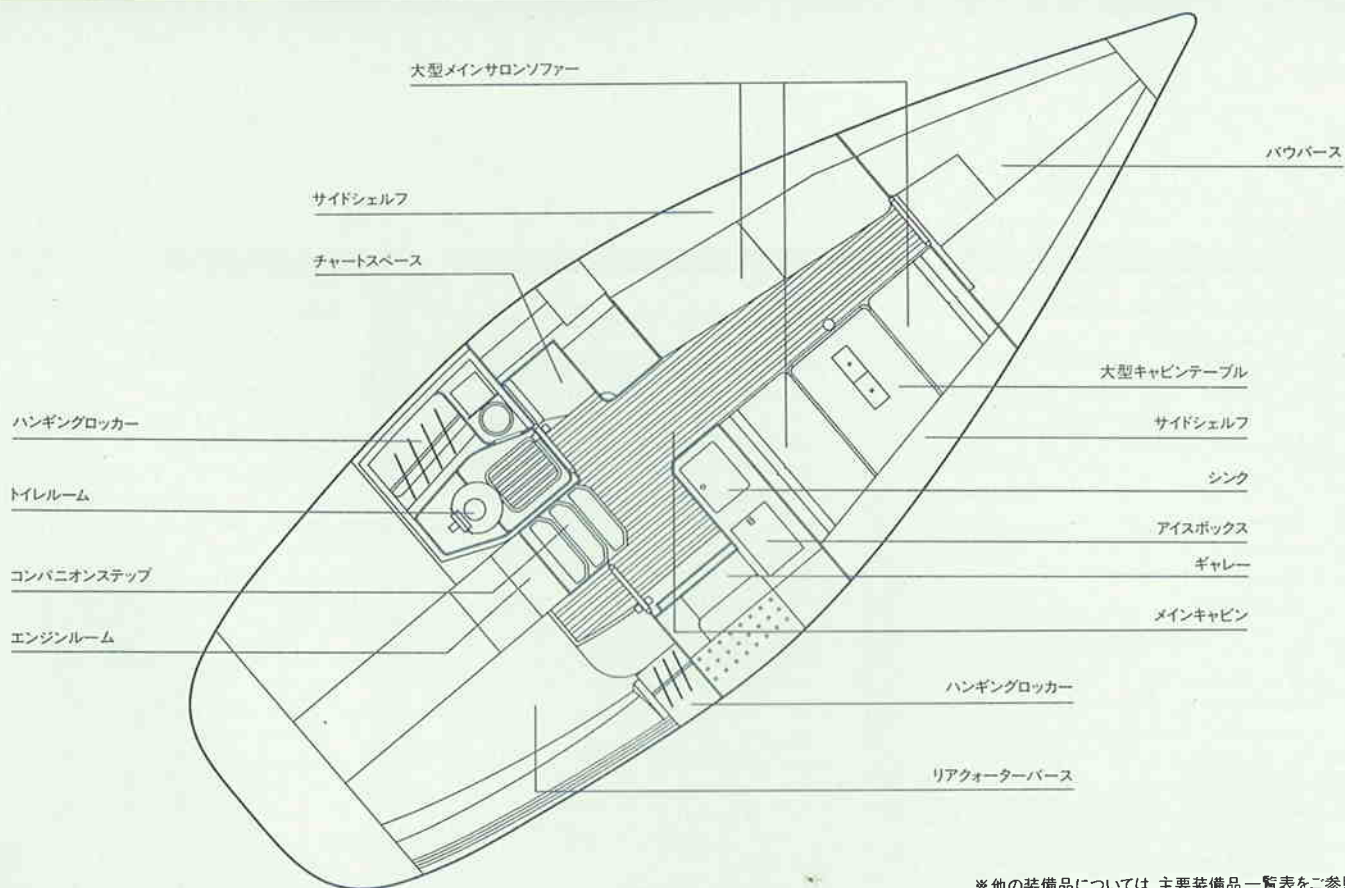 大型メインサロンソファー
バウバース
サイドシェルフ
チャートスペース
大型キャビンテーブル
サイドシェルフ
ハンギングロッカー
シンク
トイレルーム
アイスボックス
ギャレー
コンパニオンステップ
メインキャビン
エンジンルーム
ハンギングロッカー
リアクォーターバース
※他の装備品については、主要装備品一覧表をご参